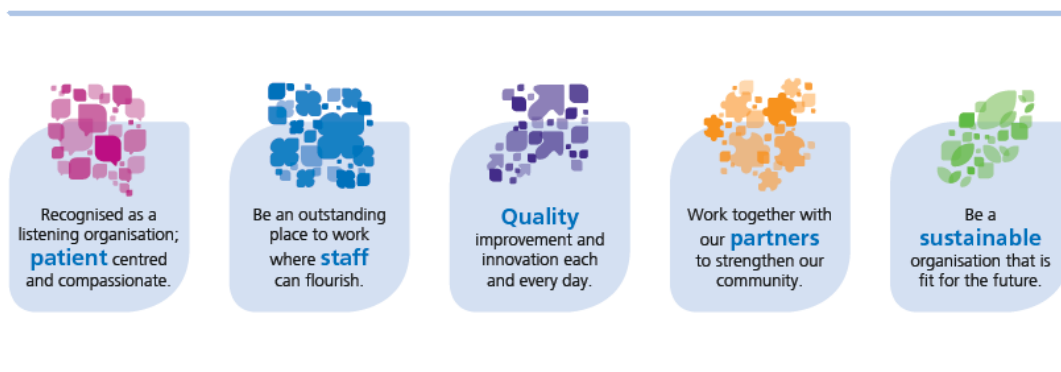 Recognised as a
listening organisation;
patient centred
and compassionate.
Be an outstanding
place to work
where staff
can flourish.
Quality
improvement and
innovation each
and every day.
Work together with
our partners
to strengthen our
community.
Be a
sustainable
organisation that is
fit for the future.